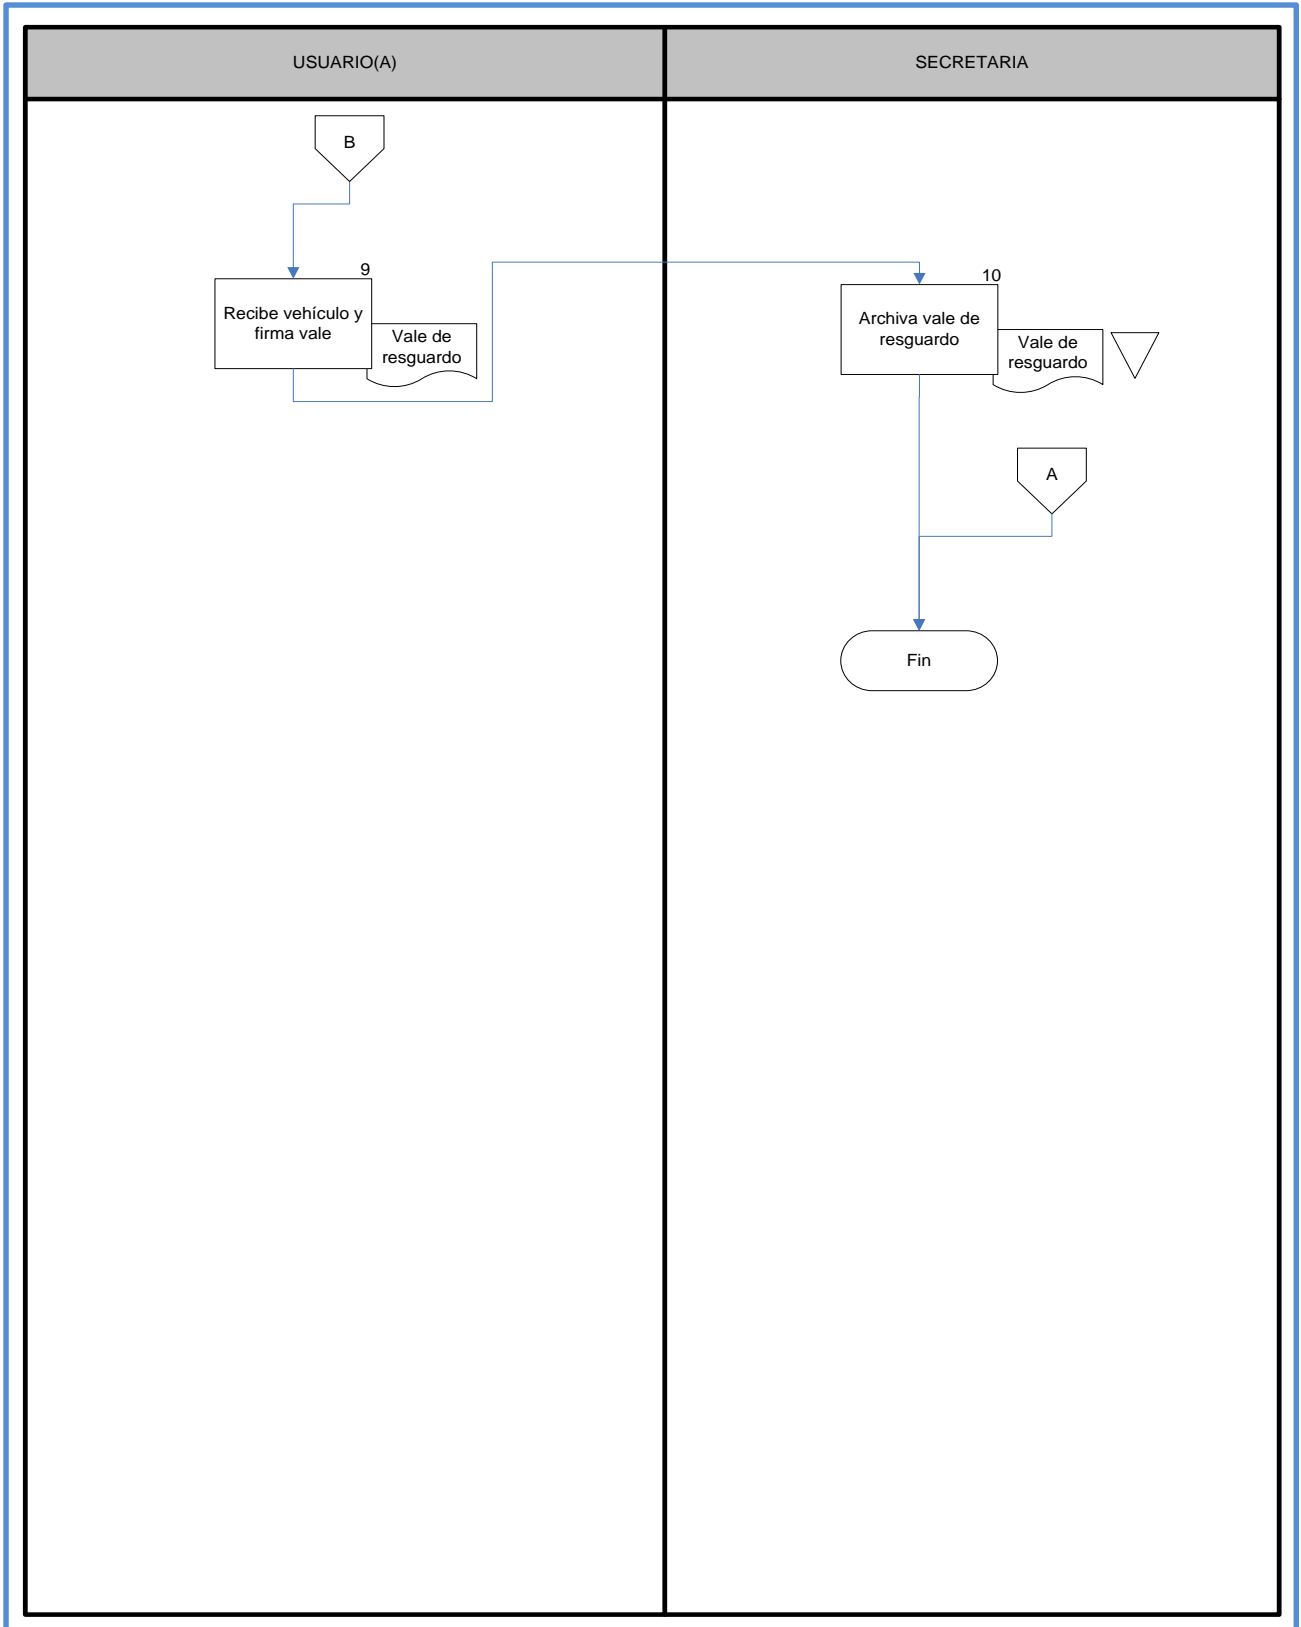 USUARIO(A)
SECRETARIA
B
9
Recibe vehículo y
firma vale
Vale de
resguardo
10
Archiva vale de
resguardo
Vale de
resguardo
A
Fin